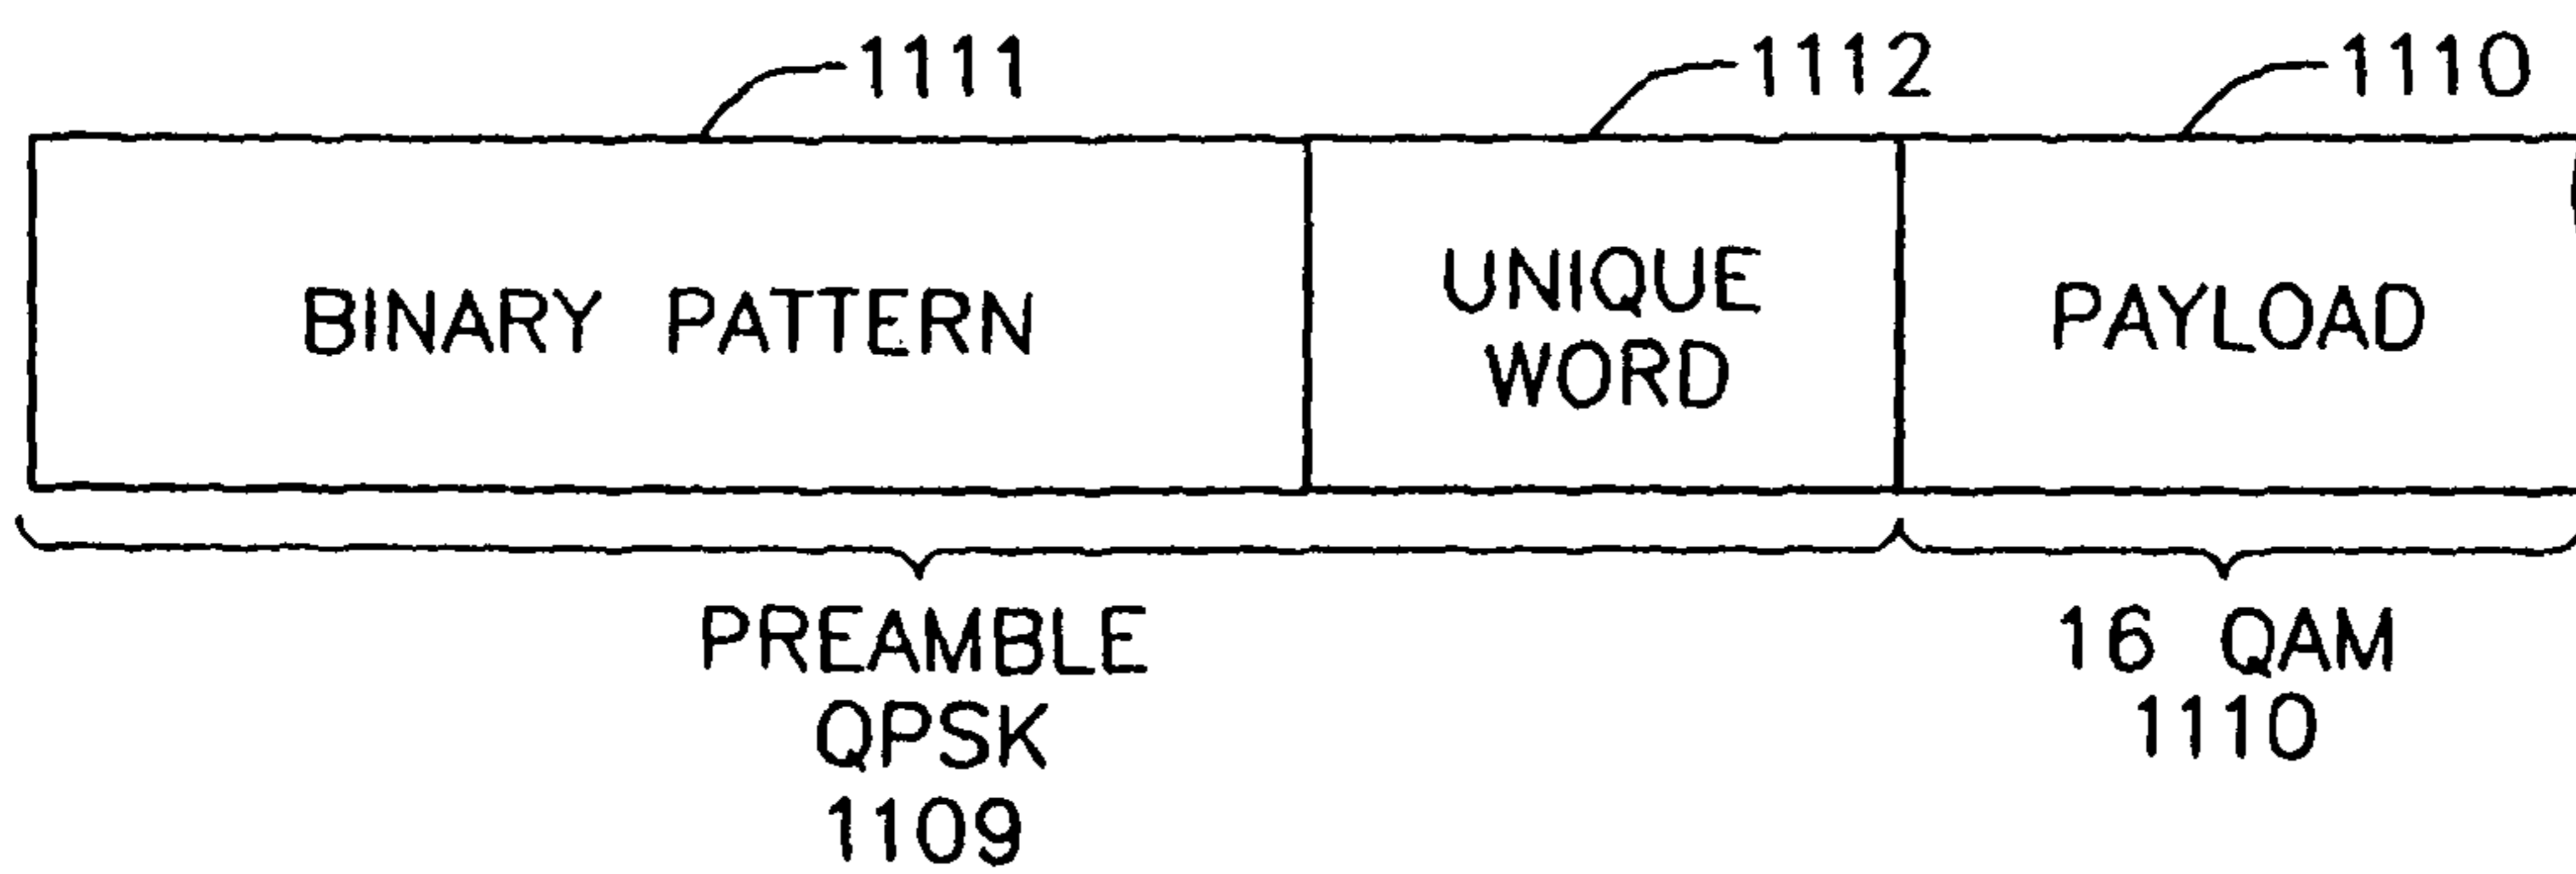 1111
1112
1110
BINARY PATTERN
UNIQUE
WORD
PAYLOAD
PREAMBLE
QPSK
1109
16 QAM
1110